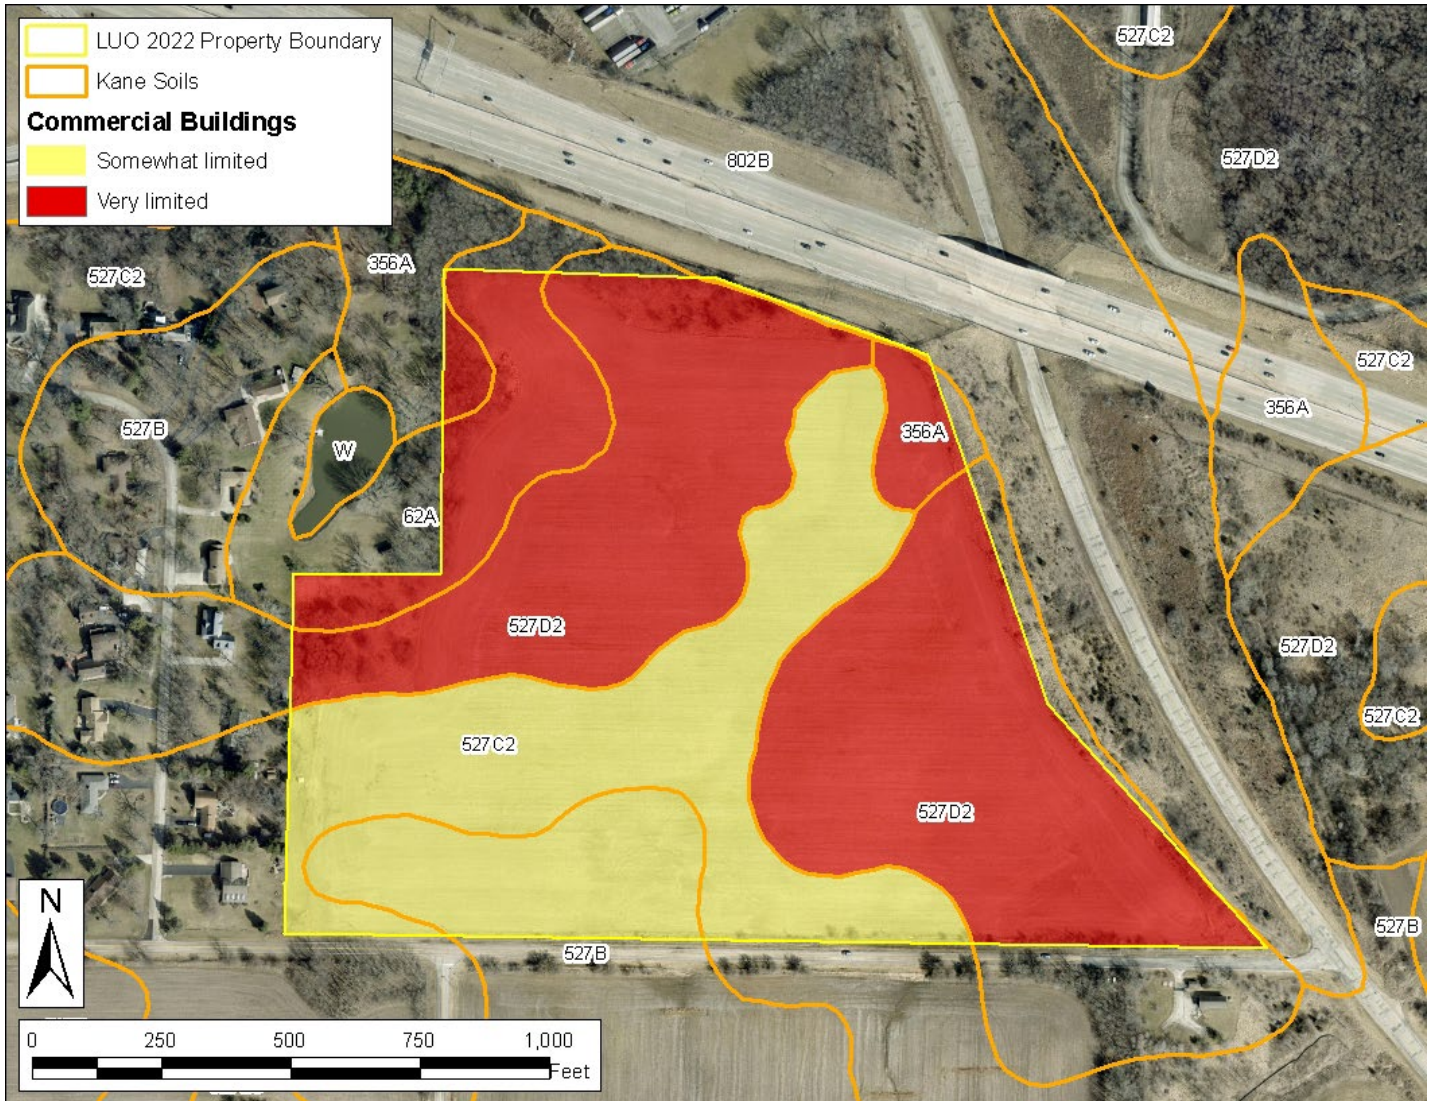 LUO 2022 Property Boundary
Kane Soils
Commercial Buildings
Somewhat limited
Very limited
527C2
802B
527D2
356A
527C2
527C2
356A
527B
356A
W
62A
527D2
527D2
527C2
527C2
527D2
N
527B
527B
0 250 500 750 1,000
Feet